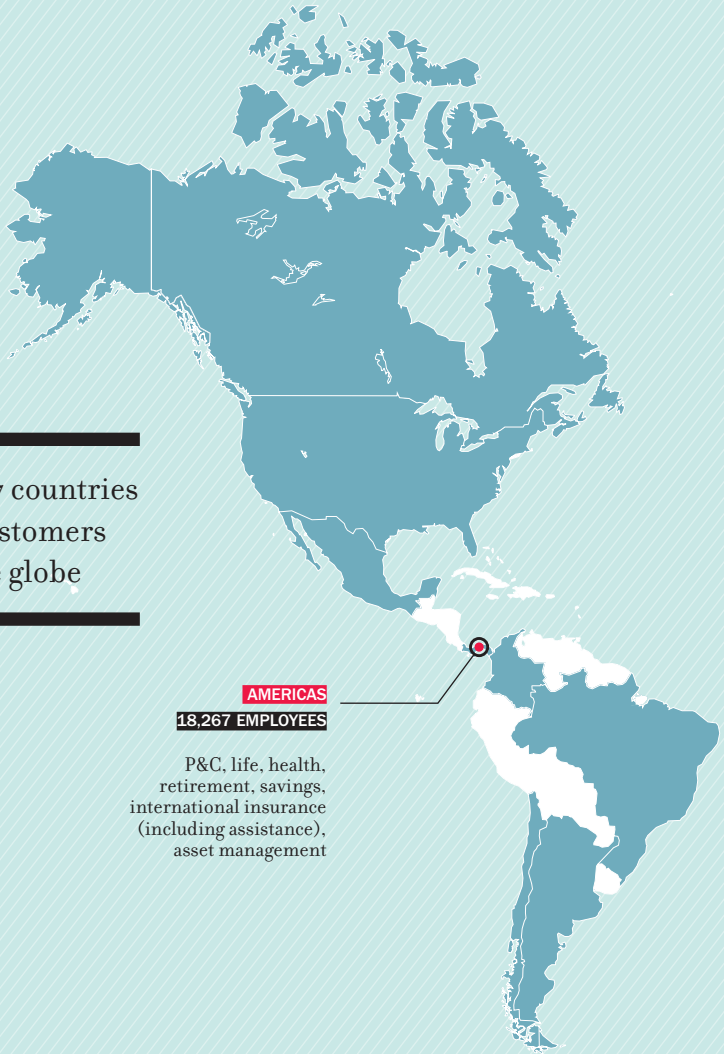 countries
stomers
globe
AMERICAS
18,267 EMPLOYEES
P&C, life, health,
retirement, savings,
international insurance
(including assistance),
asset management